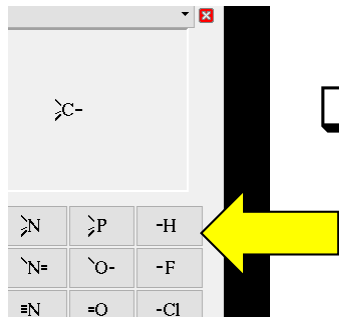 C-
N P -H
N= O- -F
≡N =O -Cl